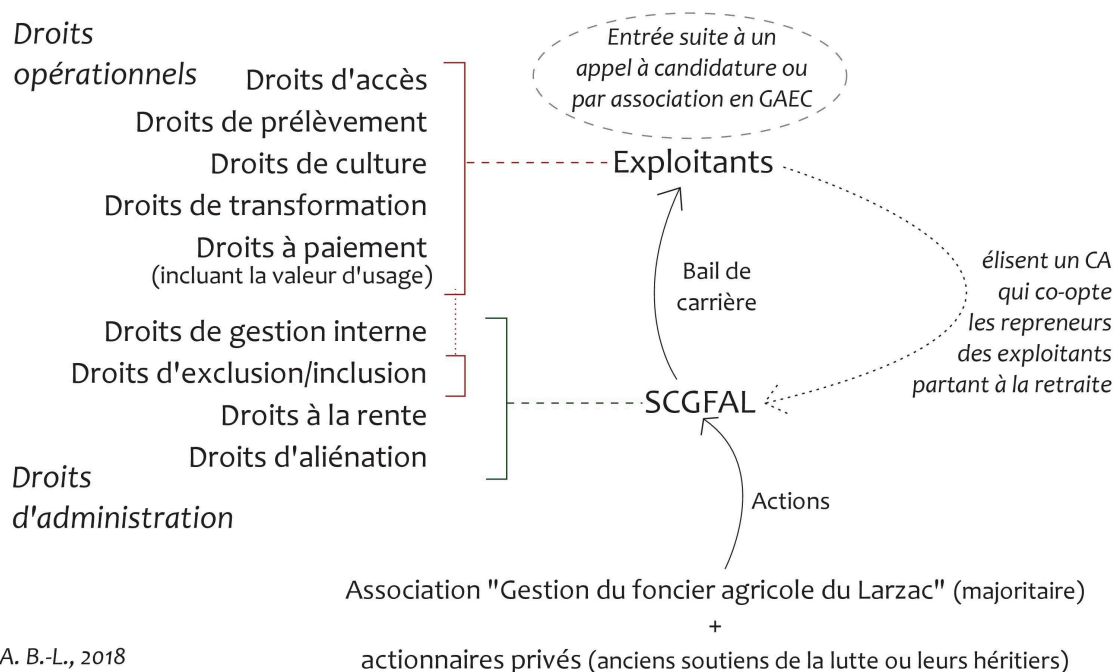 Droits
opérationnels
Droits d'accès
Droits de prélèvement
Droits de culture
Droits de transformation
Droits à paiement
(incluant la valeur d'usage)
Droits de gestion interne
Droits d'exclusion/inclusion
Droits à la rente
Droits d'aliénation
Droits
d'administration
Entrée suite à un
appel à candidature ou
par association en GAEC
Exploitants
Bail de
carrière
élisent un CA
qui co-opte
les repreneurs
des exploitants
partant à la retraite
SCGFAL
Actions
Association "Gestion du foncier agricole du Larzac" (majoritaire)
+
actionnaires privés (anciens soutiens de la lutte ou leurs héritiers)
A. B.-L., 2018